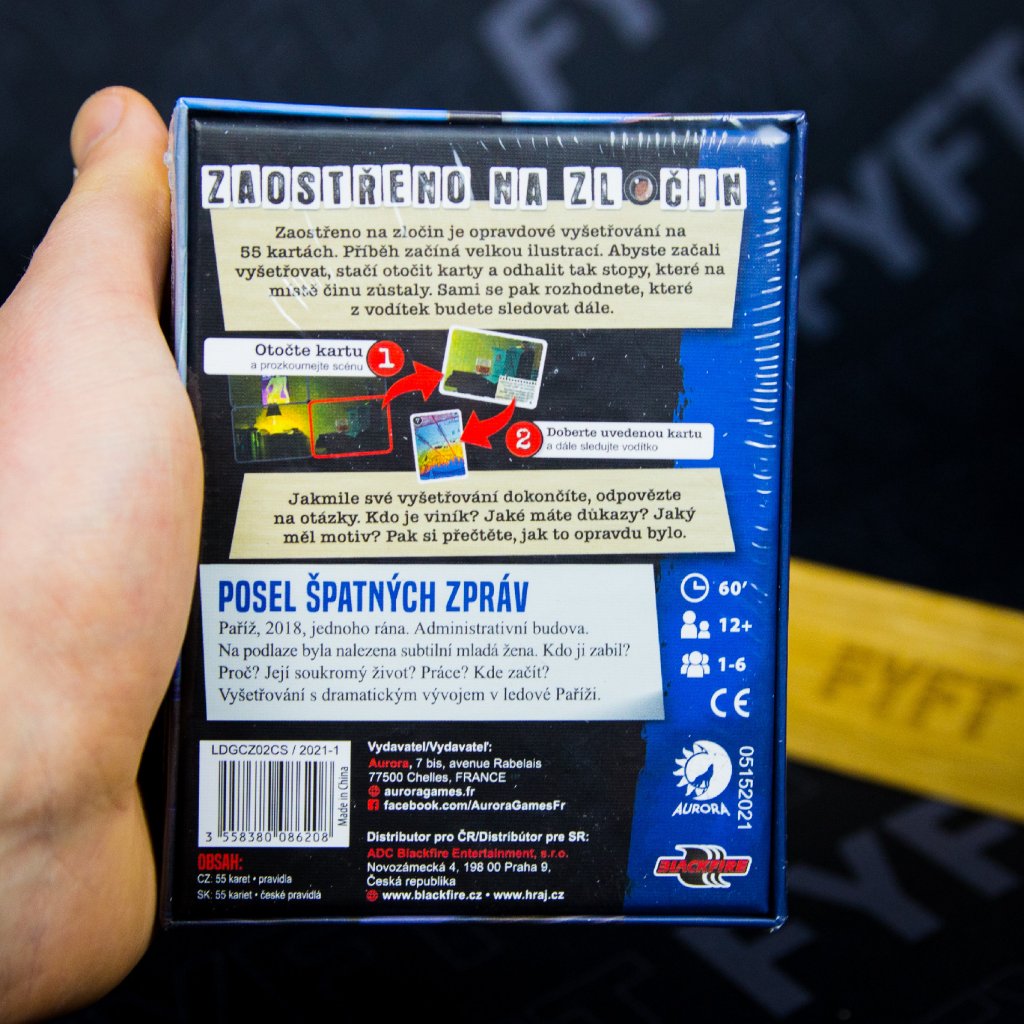 ZAOSTŘENO NA ZLOČIN
Zaostřeno na zločin je opravdové vyšetřování na
55 kartách. Příběh začíná velkou ilustrací. Abyste začali
vyšetřovat, stačí otočit karty a odhalit tak stopy, které na
místě činu zůstaly. Sami se pak rozhodnete, které
z vodítek budete sledovat dále.
Otočte kartu
a prozkoumejte scénu
1
2
Doberte uvedenou kartu
a dále sledujte vodítko
Jakmile své vyšetřování dokončíte, odpovězte
na otázky. Kdo je viník? Jaké máte důkazy? Jaký
měl motiv? Pak si přečtěte, jak to opravdu bylo.
POSEL ŠPATNÝCH ZPRÁV
Paříž, 2018, jednoho rána. Administrativní budova.
Na podlaze byla nalezena subtilní mladá žena. Kdo ji zabil?
Proč? Její soukromý život? Práce? Kde začít?
Vyšetřování s dramatickým vývojem v ledové Paříži.
60'
12+
1-6
CE
LDGCZ02CS / 2021-1
Made in China
3 558380 086208
OBSAH:
CZ: 55 karet • pravidla
SK: 55 kariet • české pravidlá
Vydavatel/Vydavateľ:
Aurora, 7 bis, avenue Rabelais
77500 Chelles, FRANCE
auroragames.fr
facebook.com/AuroraGamesFr
Distributor pro ČR/Distribútor pre SR:
ADC Blackfire Entertainment, s.r.o.
Novozámecká 4, 198 00 Praha 9,
Česká republika
www.blackfire.cz • www.hraj.cz
AURORA
05152021
BLACKFIRE
FYFT
FYFT
FYFT